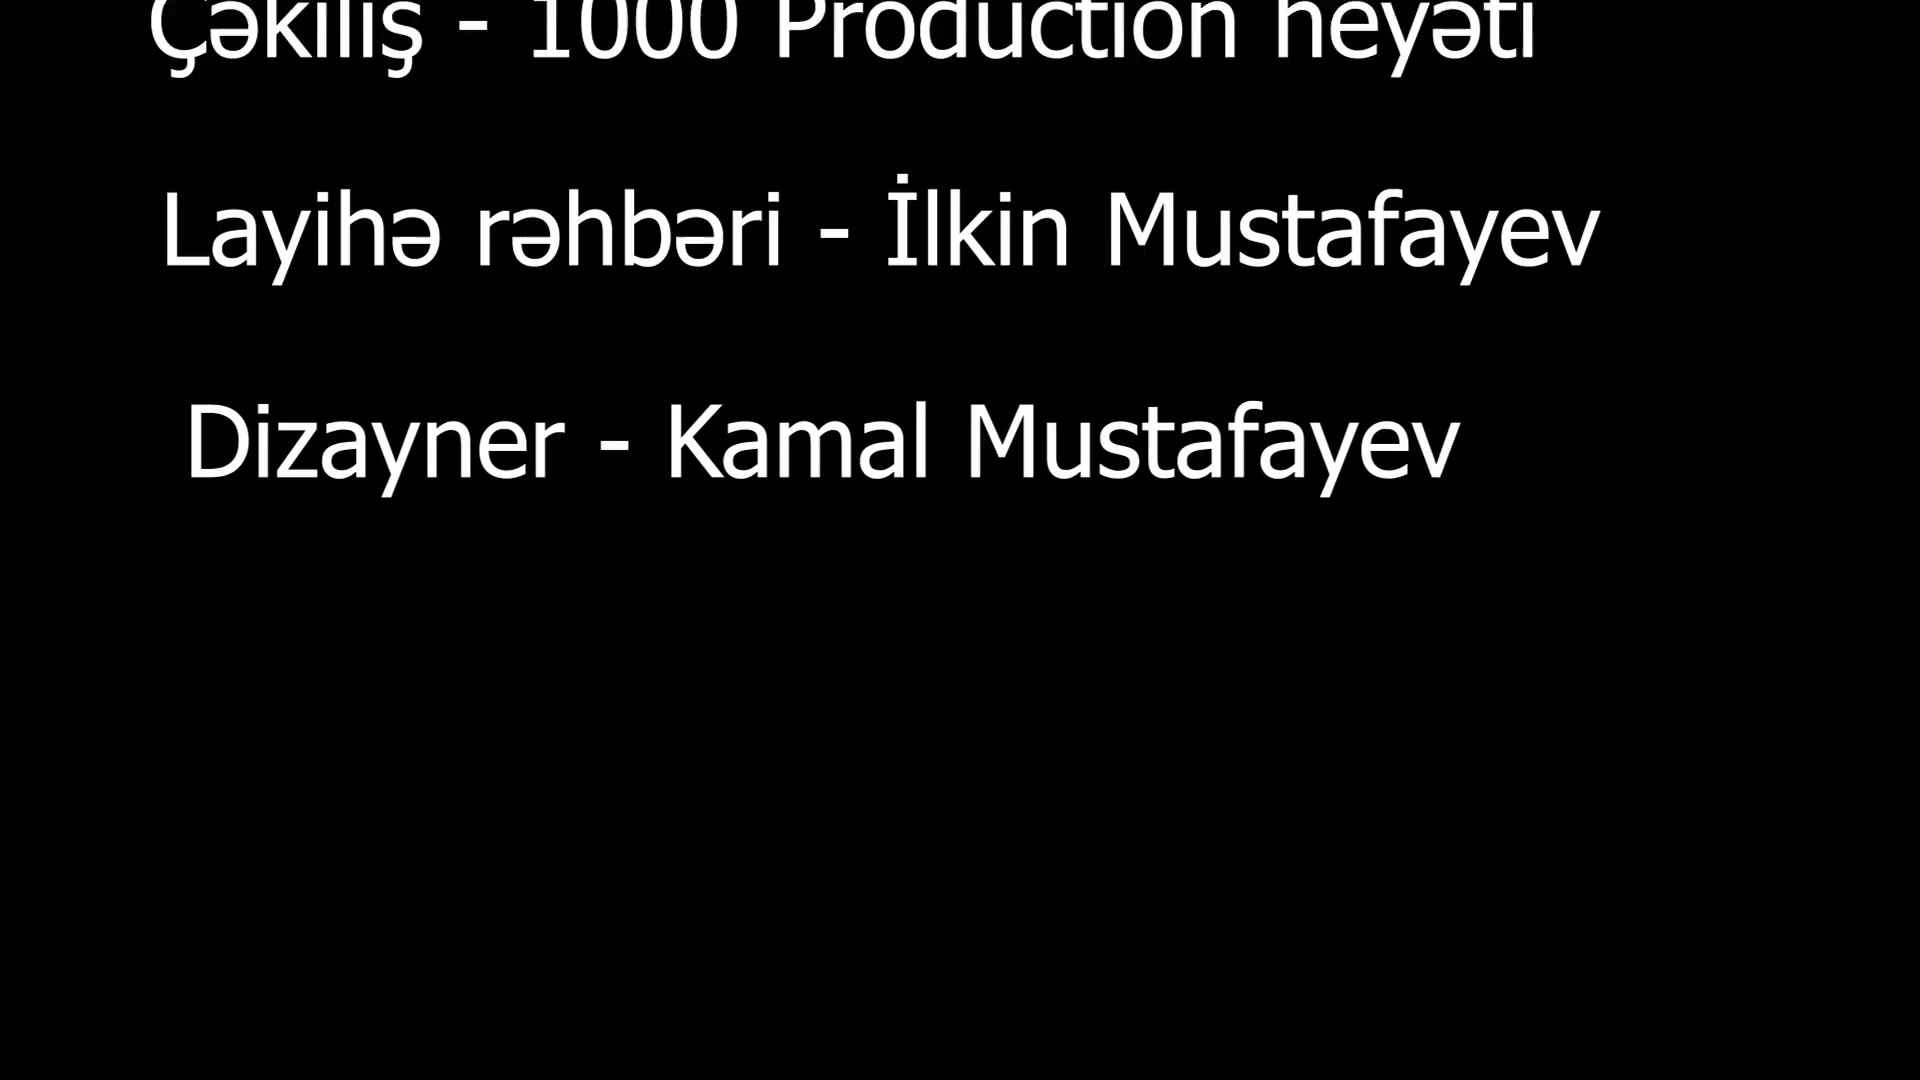 Çəkiliş - 1000 Production heyəti
Layihə rəhbəri - İlkin Mustafayev
Dizayner - Kamal Mustafayev